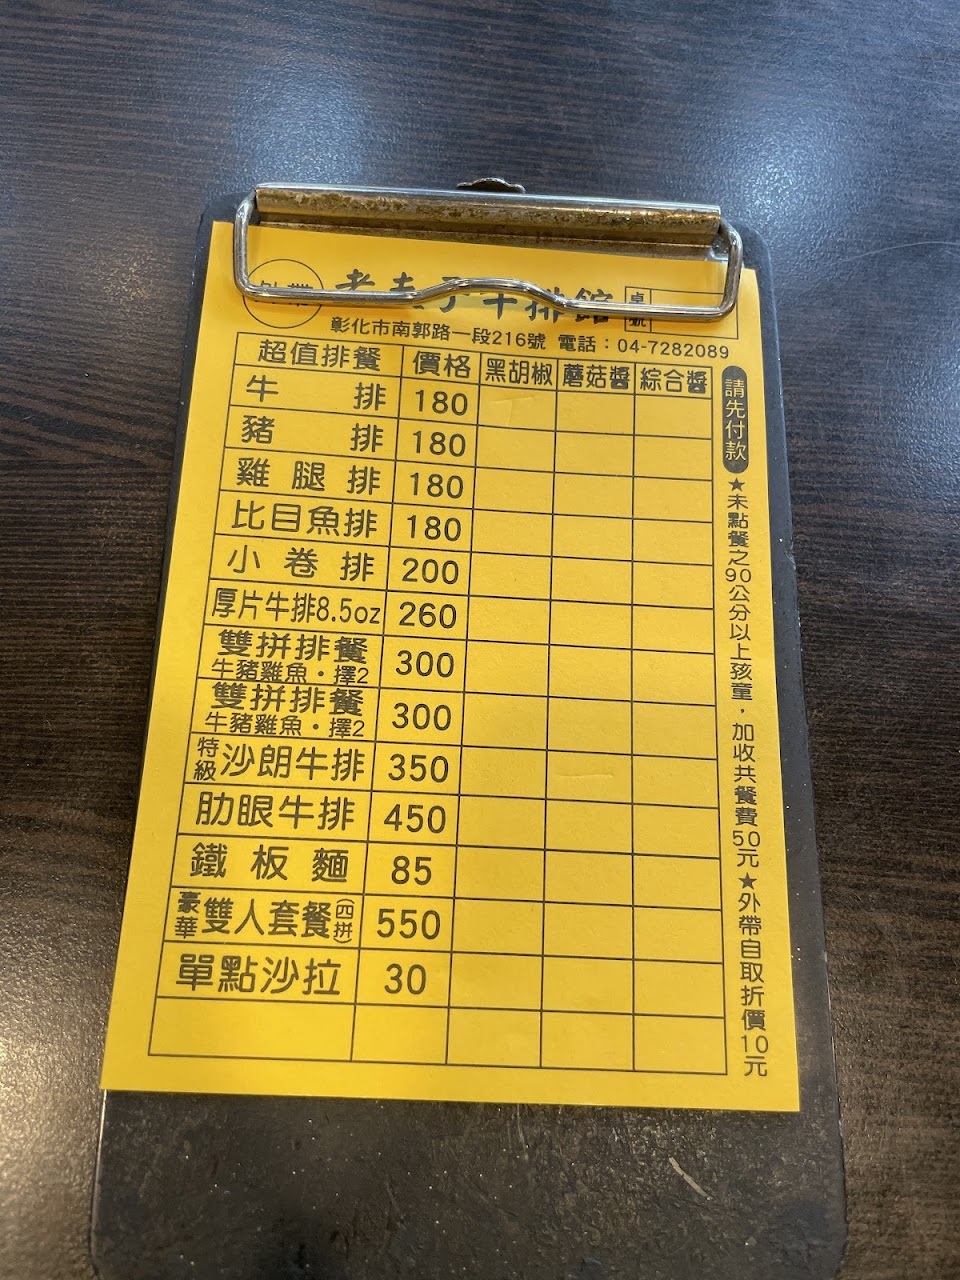 外帶
老夫子牛排館 桌號
彰化市南郭路一段216號 電話：04-7282089
超值排餐 價格 黑胡椒 蘑菇醬 綜合醬
牛排 180
豬排 180
雞腿排 180
比目魚排 180
小卷排 200
厚片牛排8.5oz 260
雙拼排餐 牛豬雞魚．擇2 300
雙拼排餐 牛豬雞魚．擇2 300
特級沙朗牛排 350
肋眼牛排 450
鐵板麵 85
豪華雙人套餐(四拼) 550
單點沙拉 30
請先付款
★未點餐之90公分以上孩童，加收共餐費50元★外帶自取折價10元